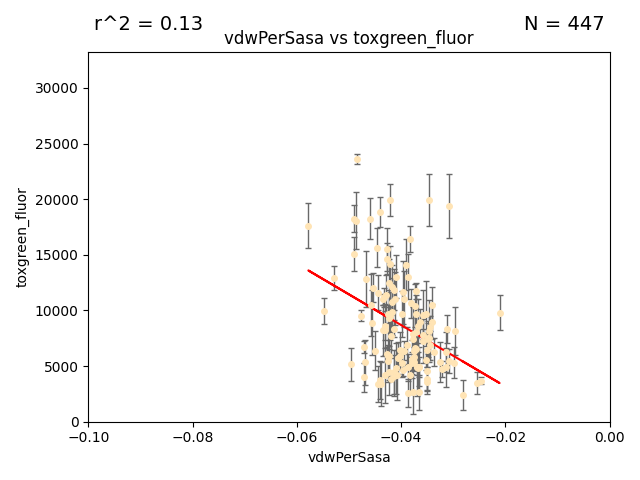 r^2 = 0.13
N = 447
vdwPerSasa vs toxgreen_fluor
30000
25000
20000
15000
10000
5000
0
toxgreen_fluor
−0.10
−0.08
−0.06
−0.04
−0.02
0.00
vdwPerSasa